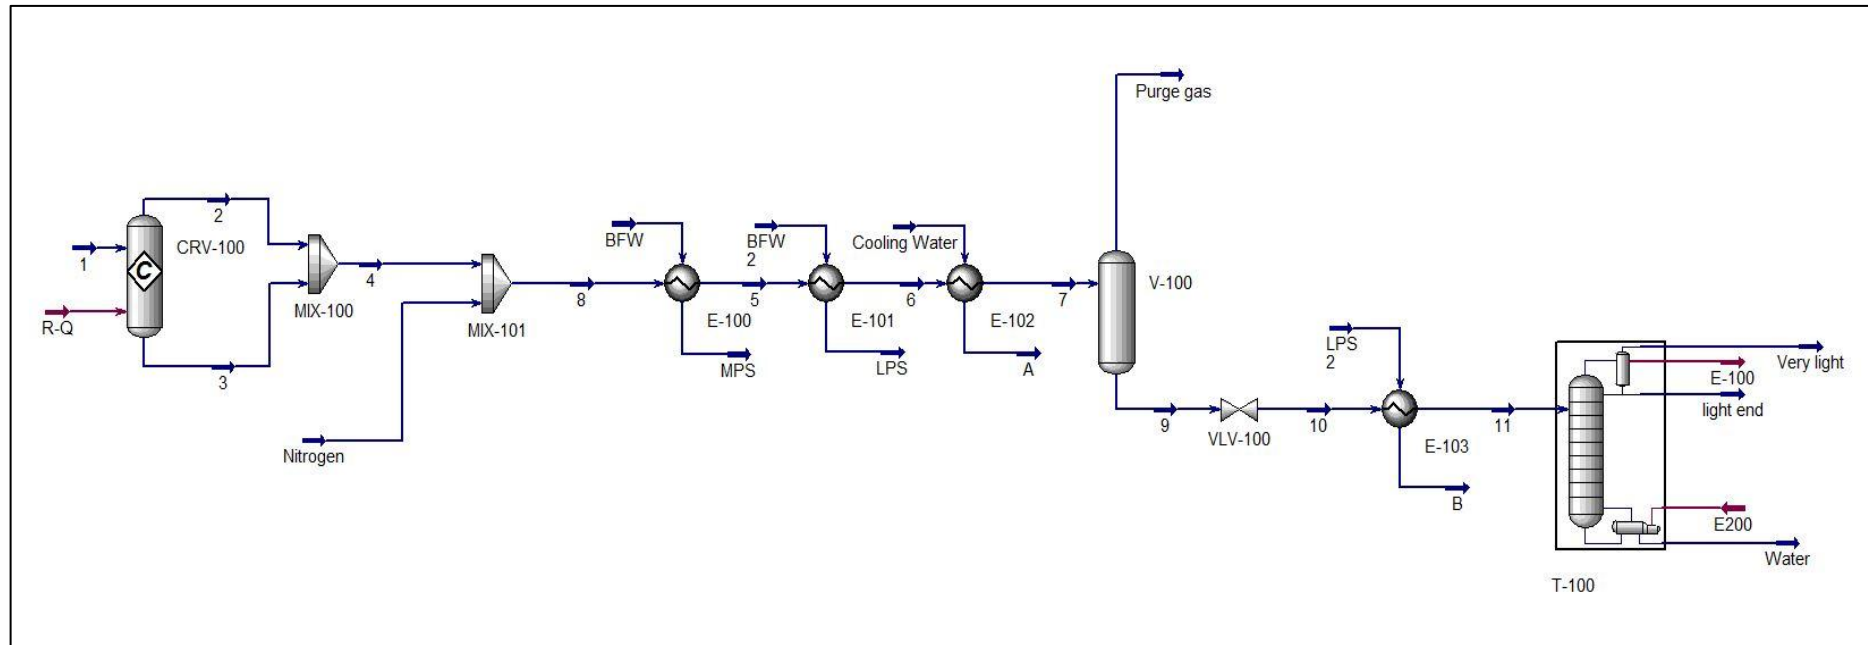 Purge gas
2
1
CRV-100
C
R-Q
3
MIX-100
4
Nitrogen
MIX-101
8
BFW
E-100
MPS
5
BFW
2
E-101
LPS
6
Cooling Water
E-102
A
7
V-100
9
VLV-100
10
LPS
2
E-103
B
11
Very light
E-100
light end
E200
Water
T-100